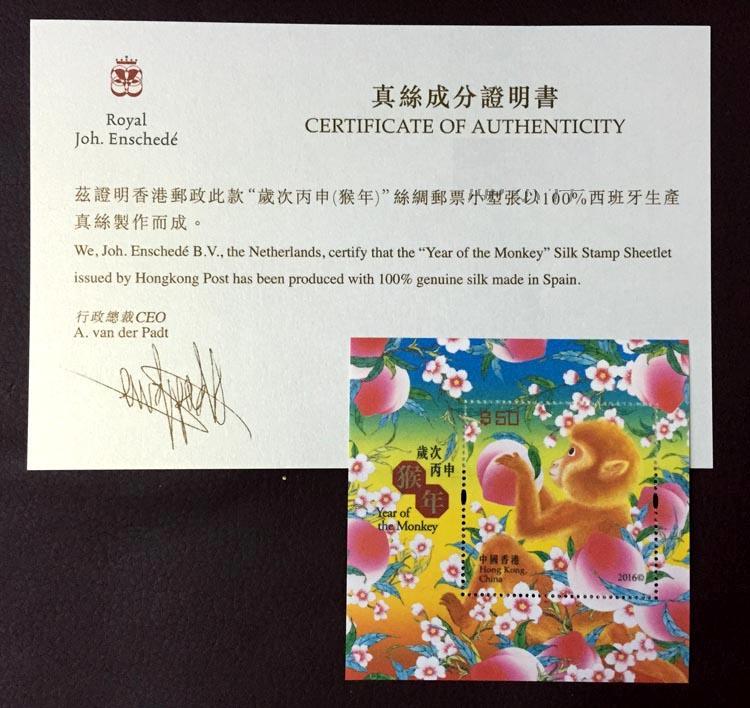 Royal
Joh. Enschedé
真絲成分證明書
CERTIFICATE OF AUTHENTICITY
茲證明香港郵政此款“歲次丙申(猴年)”絲綢郵票小型張以100%西班牙生產
真絲製作而成。
We, Joh. Enschedé B.V., the Netherlands, certify that the “Year of the Monkey” Silk Stamp Sheetlet
issued by Hongkong Post has been produced with 100% genuine silk made in Spain.
行政總裁CEO
A. van der Padt
$50
歲次
丙申
猴年
Year of
the Monkey
中國香港
Hong Kong,
China
2016©